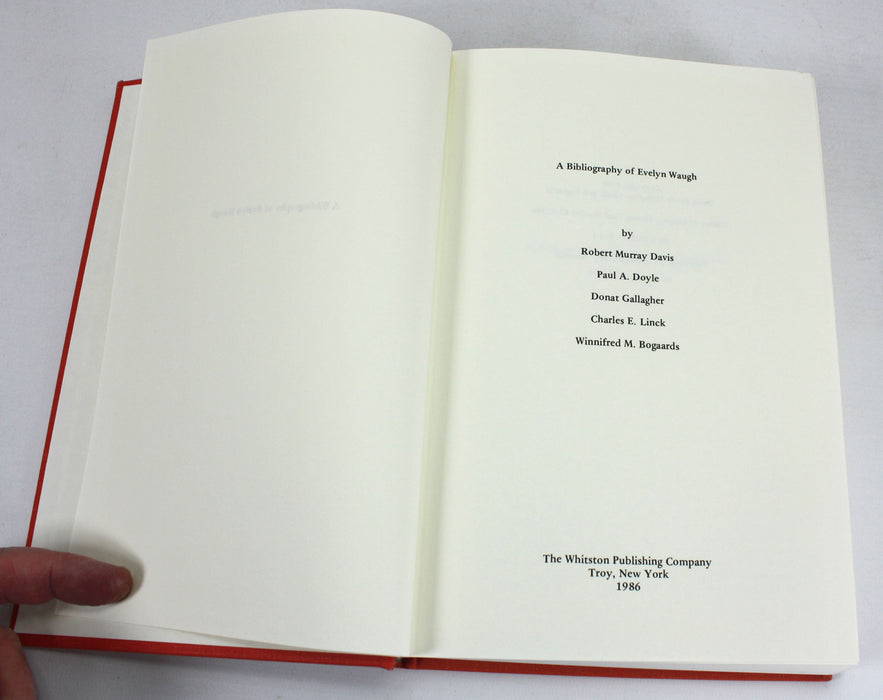 A Bibliography of Evelyn Waugh
by
Robert Murray Davis
Paul A. Doyle
Donat Gallagher
Charles E. Linck
Winnifred M. Bogaards
The Whitston Publishing Company
Troy, New York
1986